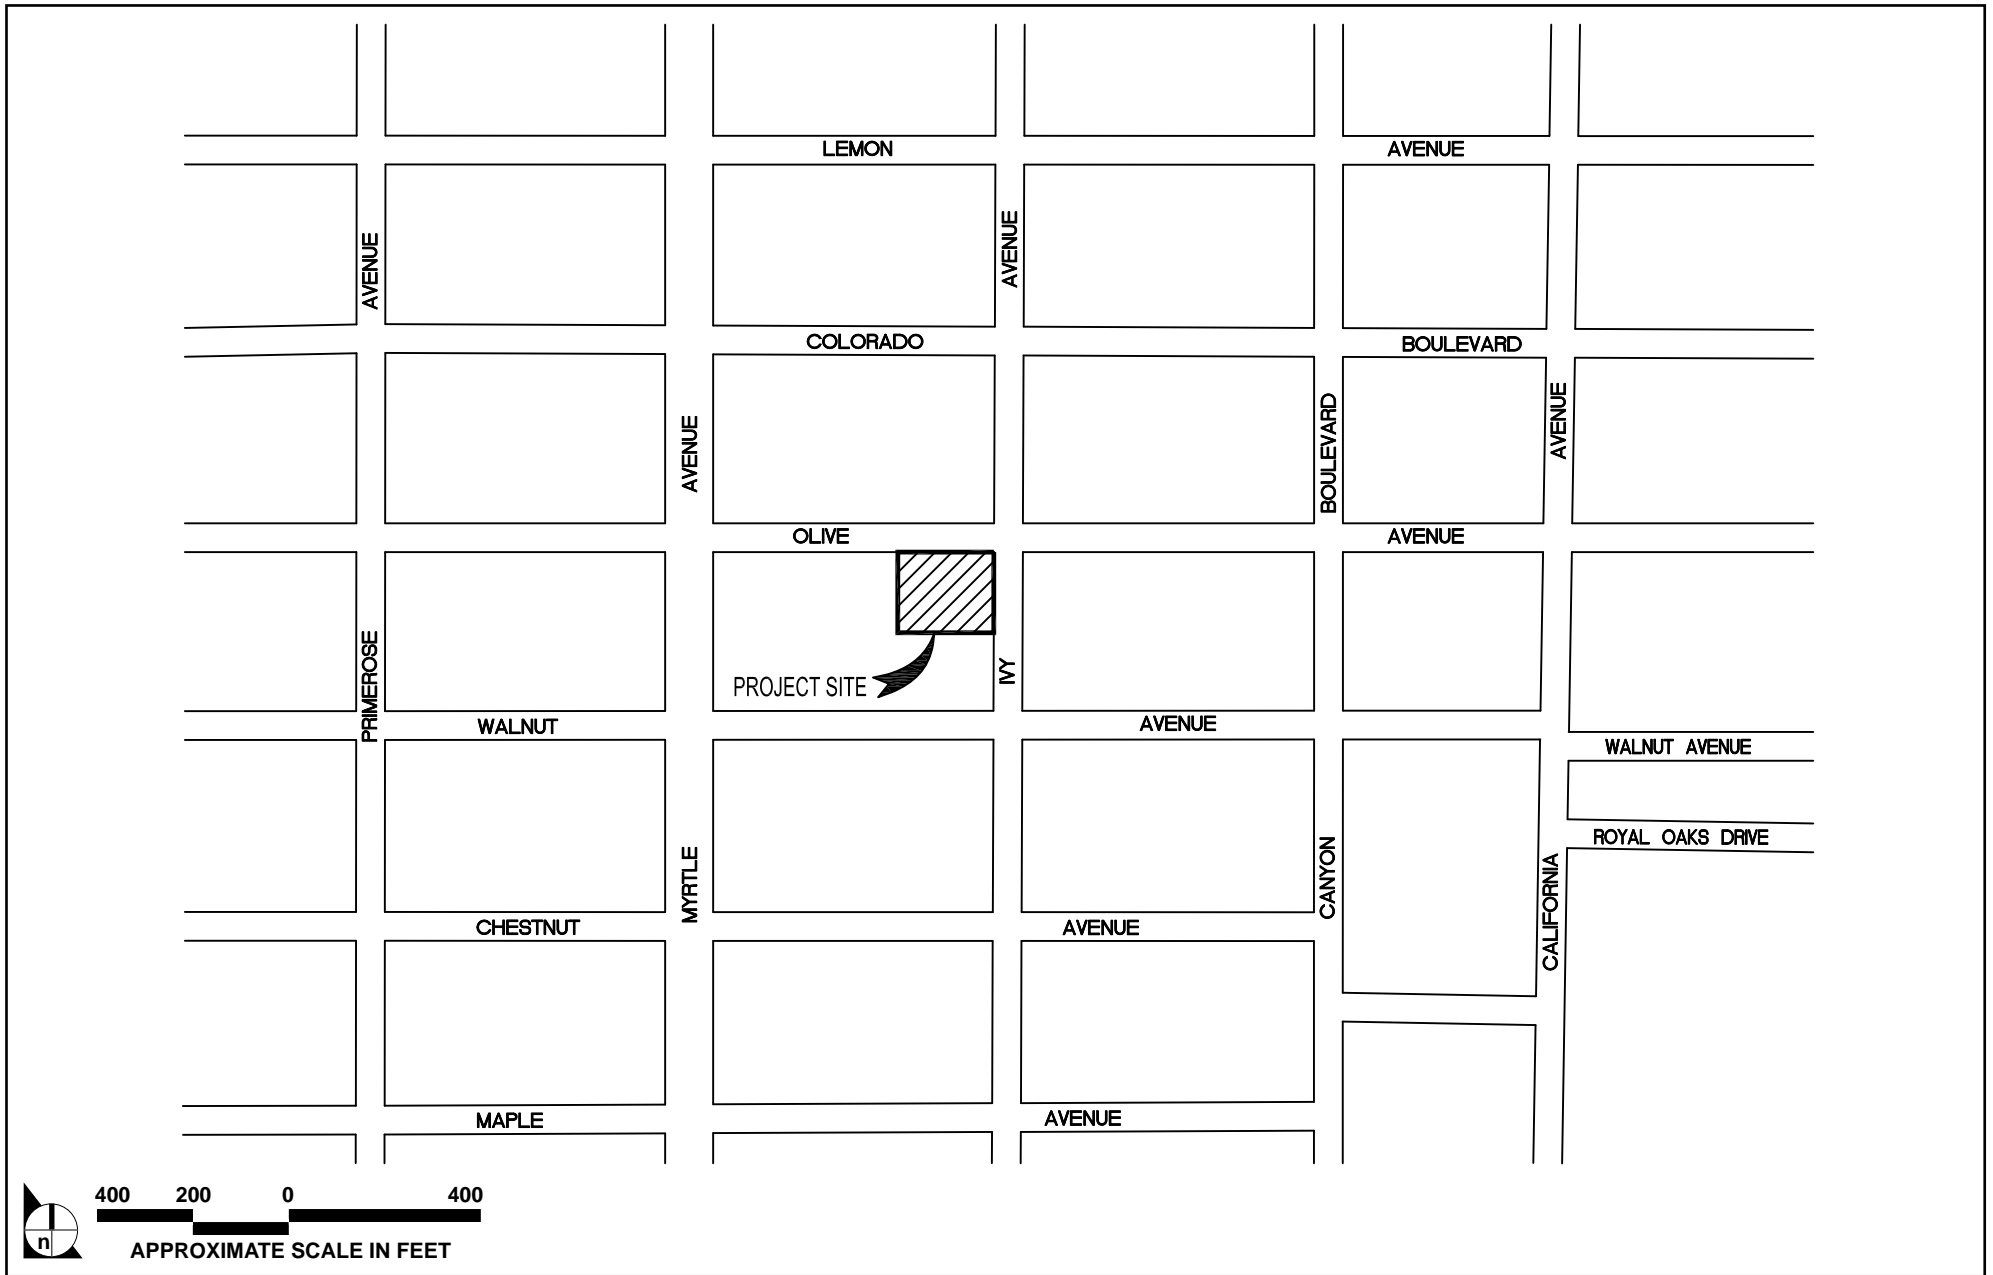 LEMON AVENUE
AVENUE
AVENUE
COLORADO BOULEVARD
AVENUE
BOULEVARD
AVENUE
OLIVE AVENUE
PRIMEROSE
PROJECT SITE
IVY
WALNUT AVENUE
WALNUT AVENUE
ROYAL OAKS DRIVE
MYRTLE
CANYON
CALIFORNIA
CHESTNUT AVENUE
MAPLE AVENUE
400 200 0 400
n
APPROXIMATE SCALE IN FEET